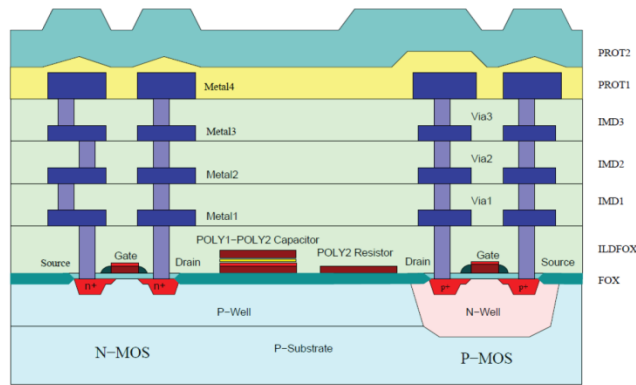 PROT2
PROT1
Metal4
IMD3
Via3
Metal3
IMD2
Via2
Metal2
IMD1
Via1
Metal1
POLY1-POLY2 Capacitor
ILDFOX
Source
Gate
Drain
POLY2 Resistor
Drain
Gate
Source
FOX
n+
n+
p+
p+
P-Well
N-Well
N-MOS
P-Substrate
P-MOS